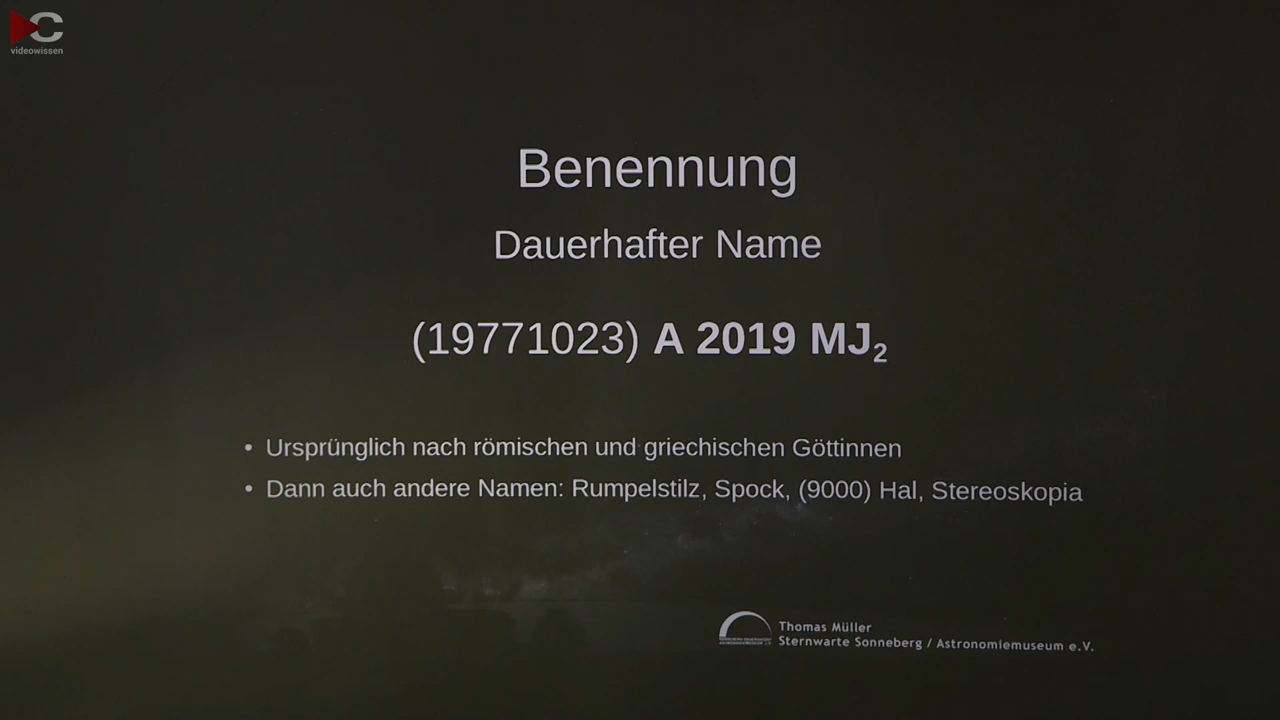 C
videowissen
Benennung
Dauerhafter Name
(19771023) A 2019 MJ₂
• Ursprünglich nach römischen und griechischen Göttinnen
• Dann auch andere Namen: Rumpelstilz, Spock, (9000) Hal, Stereoskopia
Thomas Müller
Sternwarte Sonneberg / Astronomiemuseum e.V.